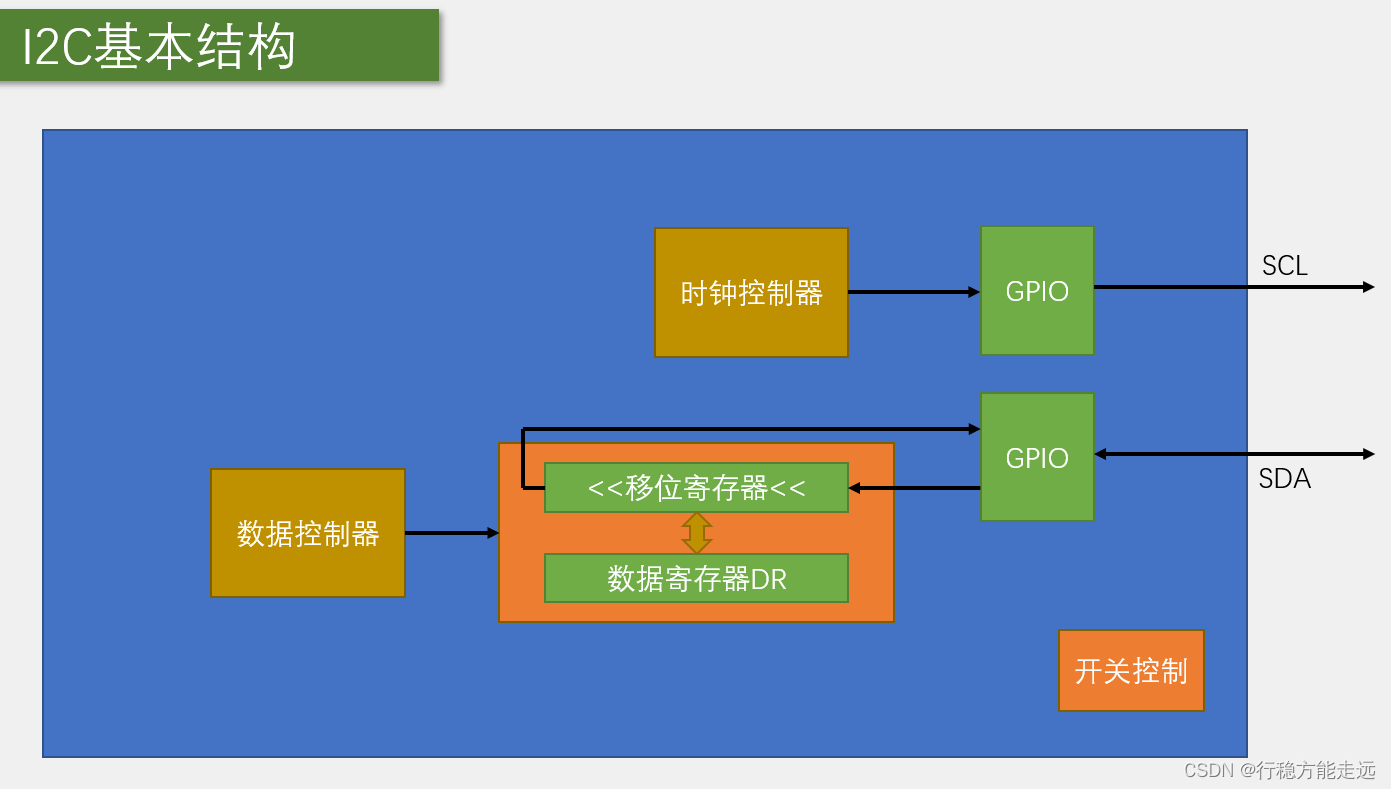 I2C基本结构
时钟控制器
GPIO
SCL
GPIO
SDA
<<移位寄存器<<
数据控制器
数据寄存器DR
开关控制
CSDN @行稳方能走远